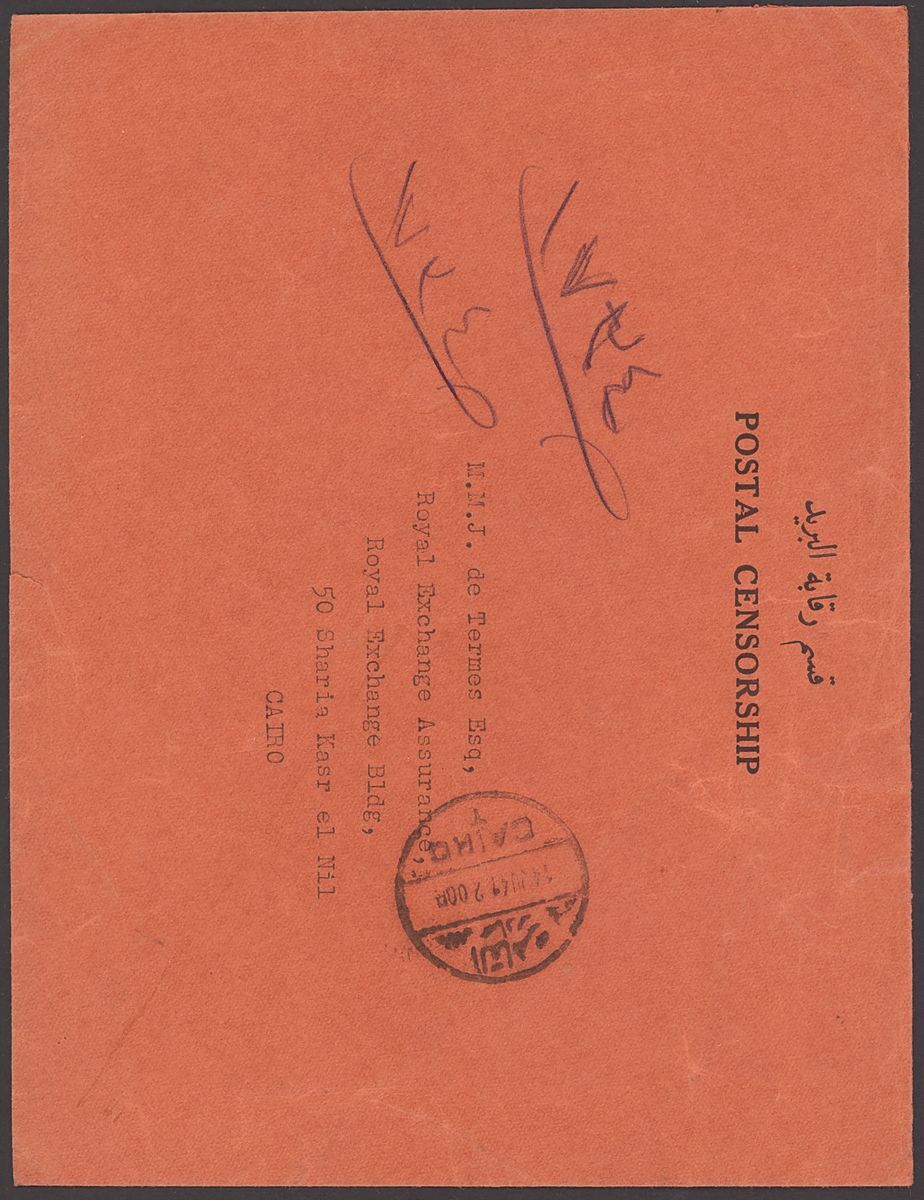 قسم رقابة البريد
POSTAL CENSORSHIP
M.M.J. de Termes Esq,
Royal Exchange Assurance,
Royal Exchange Bldg,
50 Sharia Kasr el Nil
CAIRO
CAIRO
القاهرة